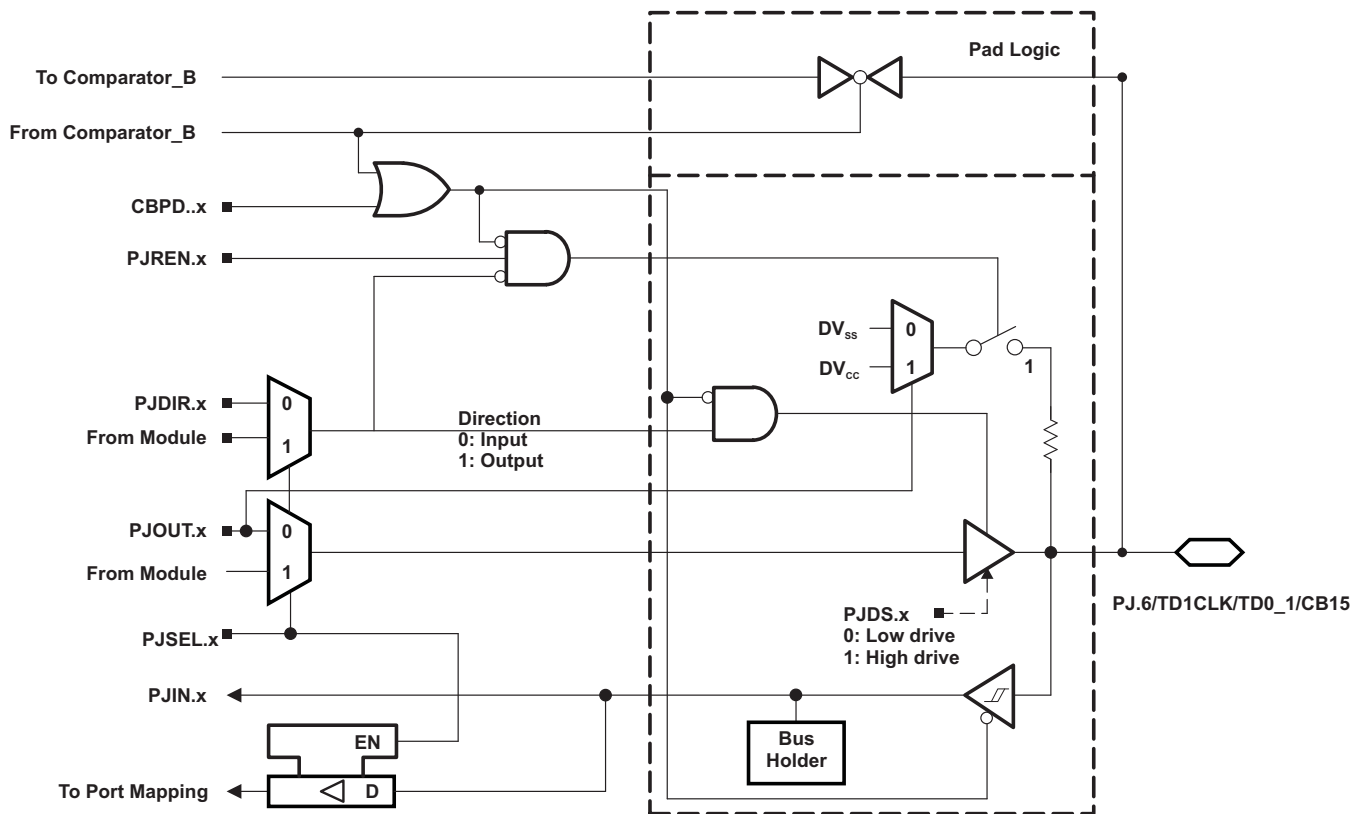 Pad Logic
To Comparator_B
From Comparator_B
CBPD..x
PJREN.x
DVSS
0
DVCC
1
1
PJDIR.x
0
From Module
1
Direction
0: Input
1: Output
PJOUT.x
0
From Module
1
PJ.6/TD1CLK/TD0_1/CB15
PJDS.x
0: Low drive
1: High drive
PJSEL.x
PJIN.x
EN
Bus
Holder
To Port Mapping
D